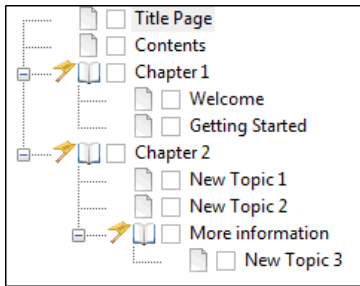 Title Page
Contents
Chapter 1
Welcome
Getting Started
Chapter 2
New Topic 1
New Topic 2
More information
New Topic 3